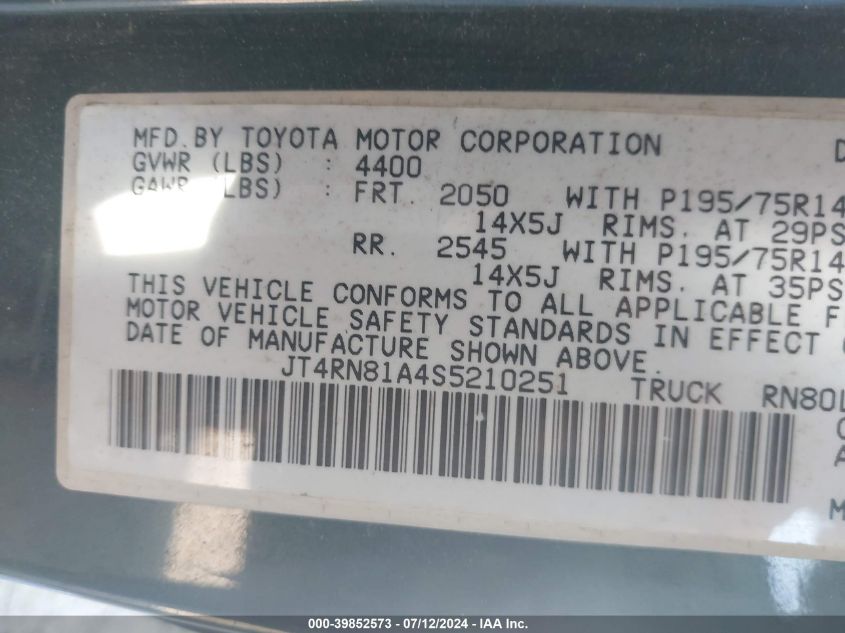 MFD.BY TOYOTA MOTOR CORPORATION D
GVWR (LBS) : 4400
GAWR (LBS) : FRT. 2050 WITH P195/75R14
14X5J RIMS. AT 29PS
RR. 2545 WITH P195/75R14
14X5J RIMS. AT 35PS
THIS VEHICLE CONFORMS TO ALL APPLICABLE F
MOTOR VEHICLE SAFETY STANDARDS IN EFFECT
DATE OF MANUFACTURE SHOWN ABOVE.
JT4RN81A4S5210251 TRUCK RN80L
C
A
M
000-39852573 - 07/12/2024 - IAA, Inc.